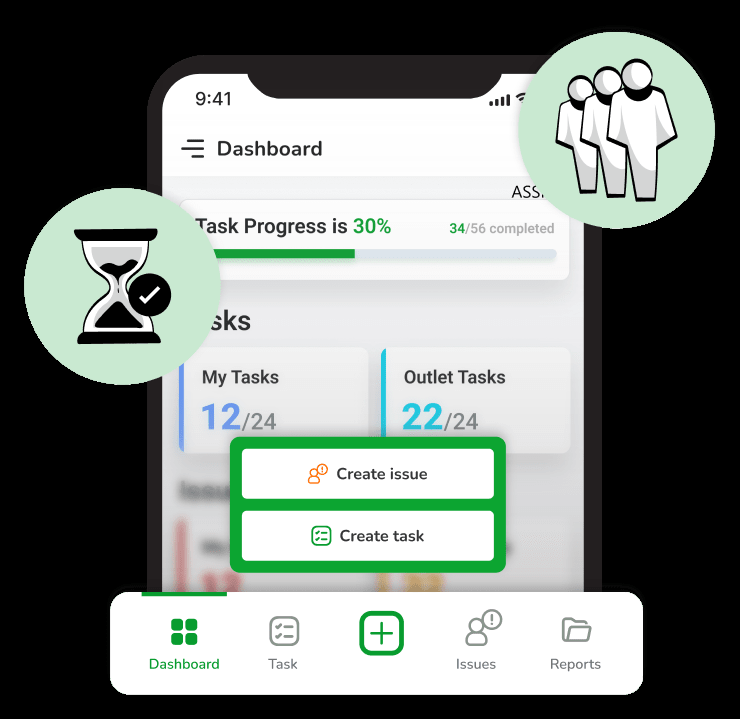 9:41
Dashboard
ASS
Task Progress is 30%
34/56 completed
sks
My Tasks
Outlet Tasks
12/24
22/24
Create issue
Create task
Dashboard
Task
Issues
Reports